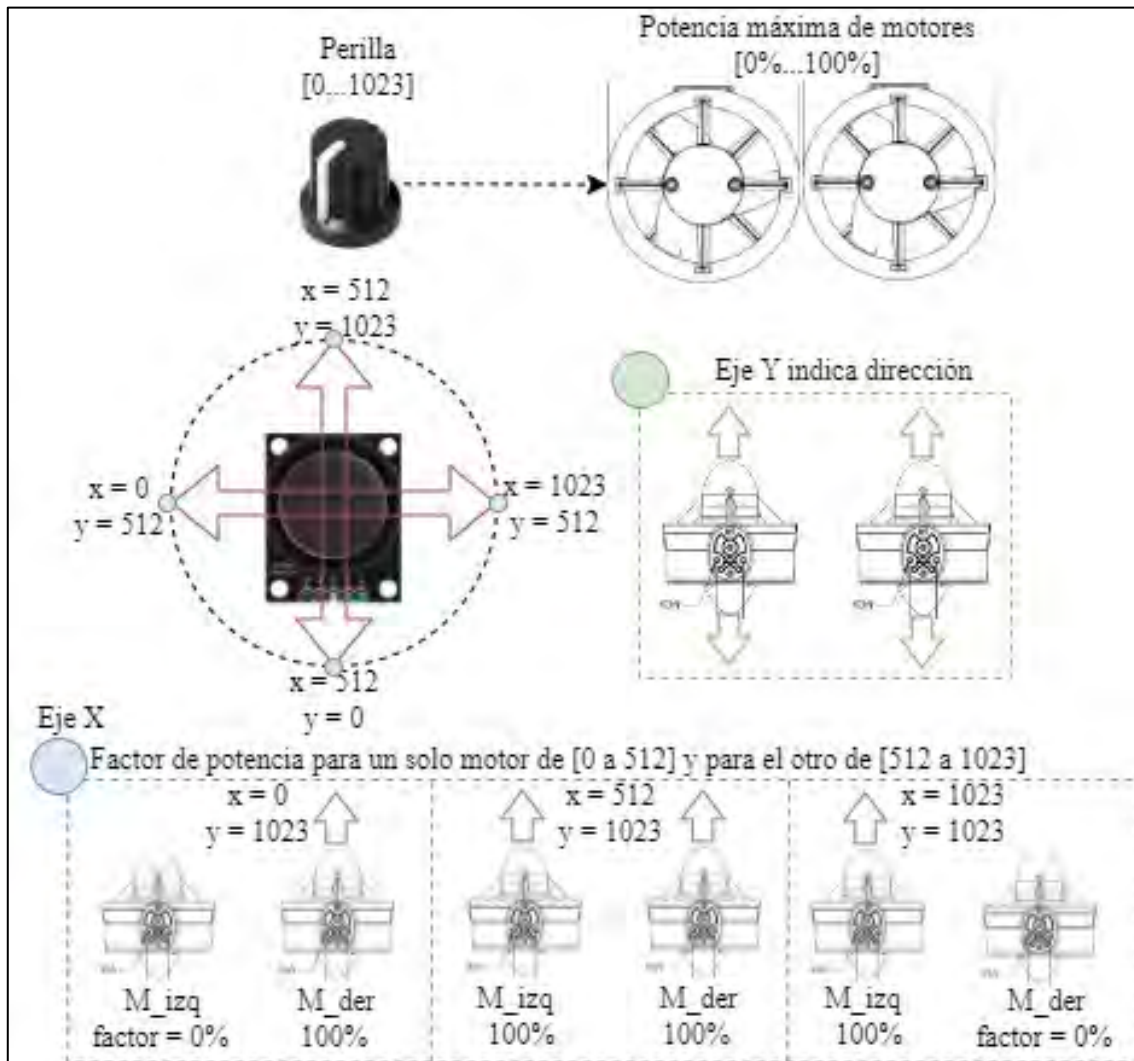 Perilla
[0...1023]
Potencia máxima de motores
[0%...100%]
x = 512
y = 1023
x = 0
y = 512
x = 1023
y = 512
x = 512
y = 0
Eje Y indica dirección
Eje X
Factor de potencia para un solo motor de [0 a 512] y para el otro de [512 a 1023]
x = 0
y = 1023
x = 512
y = 1023
x = 1023
y = 1023
M_izq
factor = 0%
M_der
100%
M_izq
100%
M_der
100%
M_izq
100%
M_der
factor = 0%